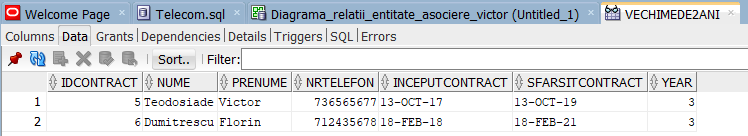 Welcome Page Telecom.sql Diagrama_relatii_entitate_asociere_victor (Untitled_1) VECHIMEDE2ANI
Columns Data Grants Dependencies Details Triggers SQL Errors
Sort.. Filter:
IDCONTRACT NUME PRENUME NRTELEFON INCEPUTCONTRACT SFARSITCONTRACT YEAR
1 5 Teodosiade Victor 736565677 13-OCT-17 13-OCT-19 3
2 6 Dumitrescu Florin 712435678 18-FEB-18 18-FEB-21 3